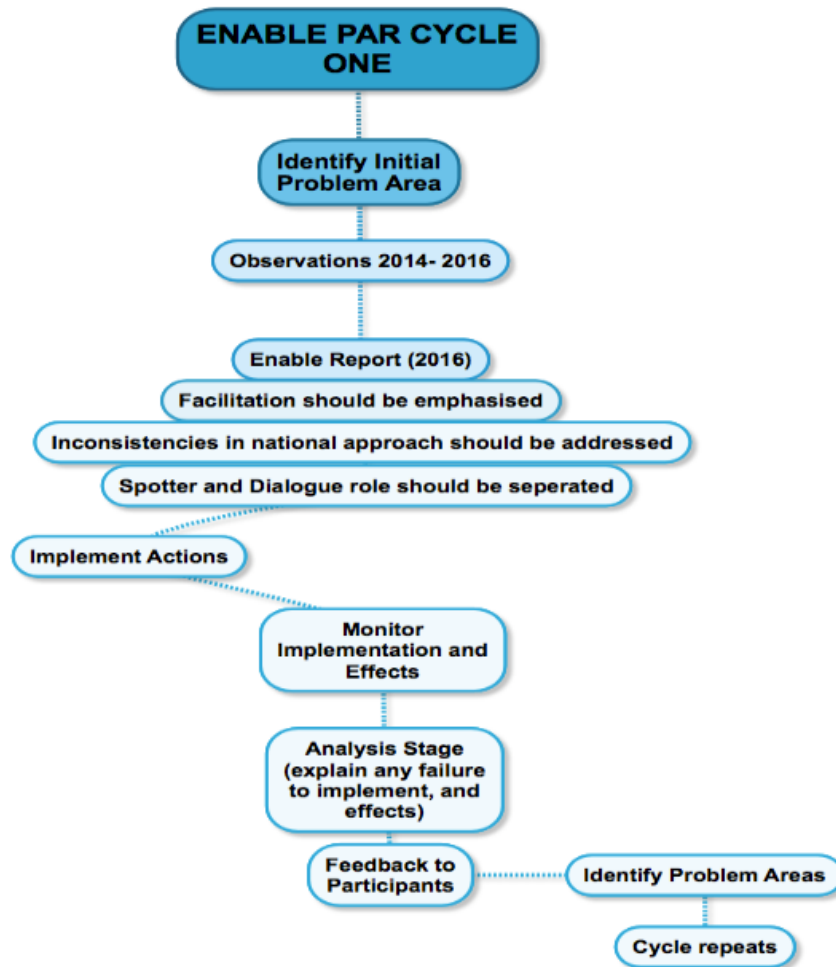 ENABLE PAR CYCLE
ONE
Identify Initial
Problem Area
Observations 2014- 2016
Enable Report (2016)
Facilitation should be emphasised
Inconsistencies in national approach should be addressed
Spotter and Dialogue role should be seperated
Implement Actions
Monitor
Implementation and
Effects
Analysis Stage
(explain any failure
to implement, and
effects)
Feedback to
Participants
Identify Problem Areas
Cycle repeats